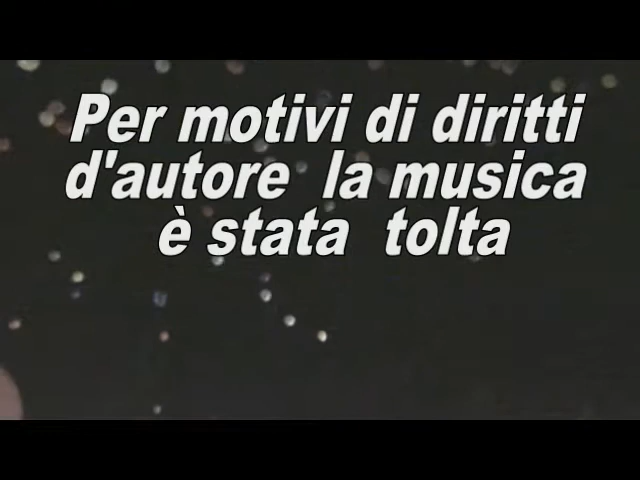 Per motivi di diritti
d'autore la musica
è stata tolta